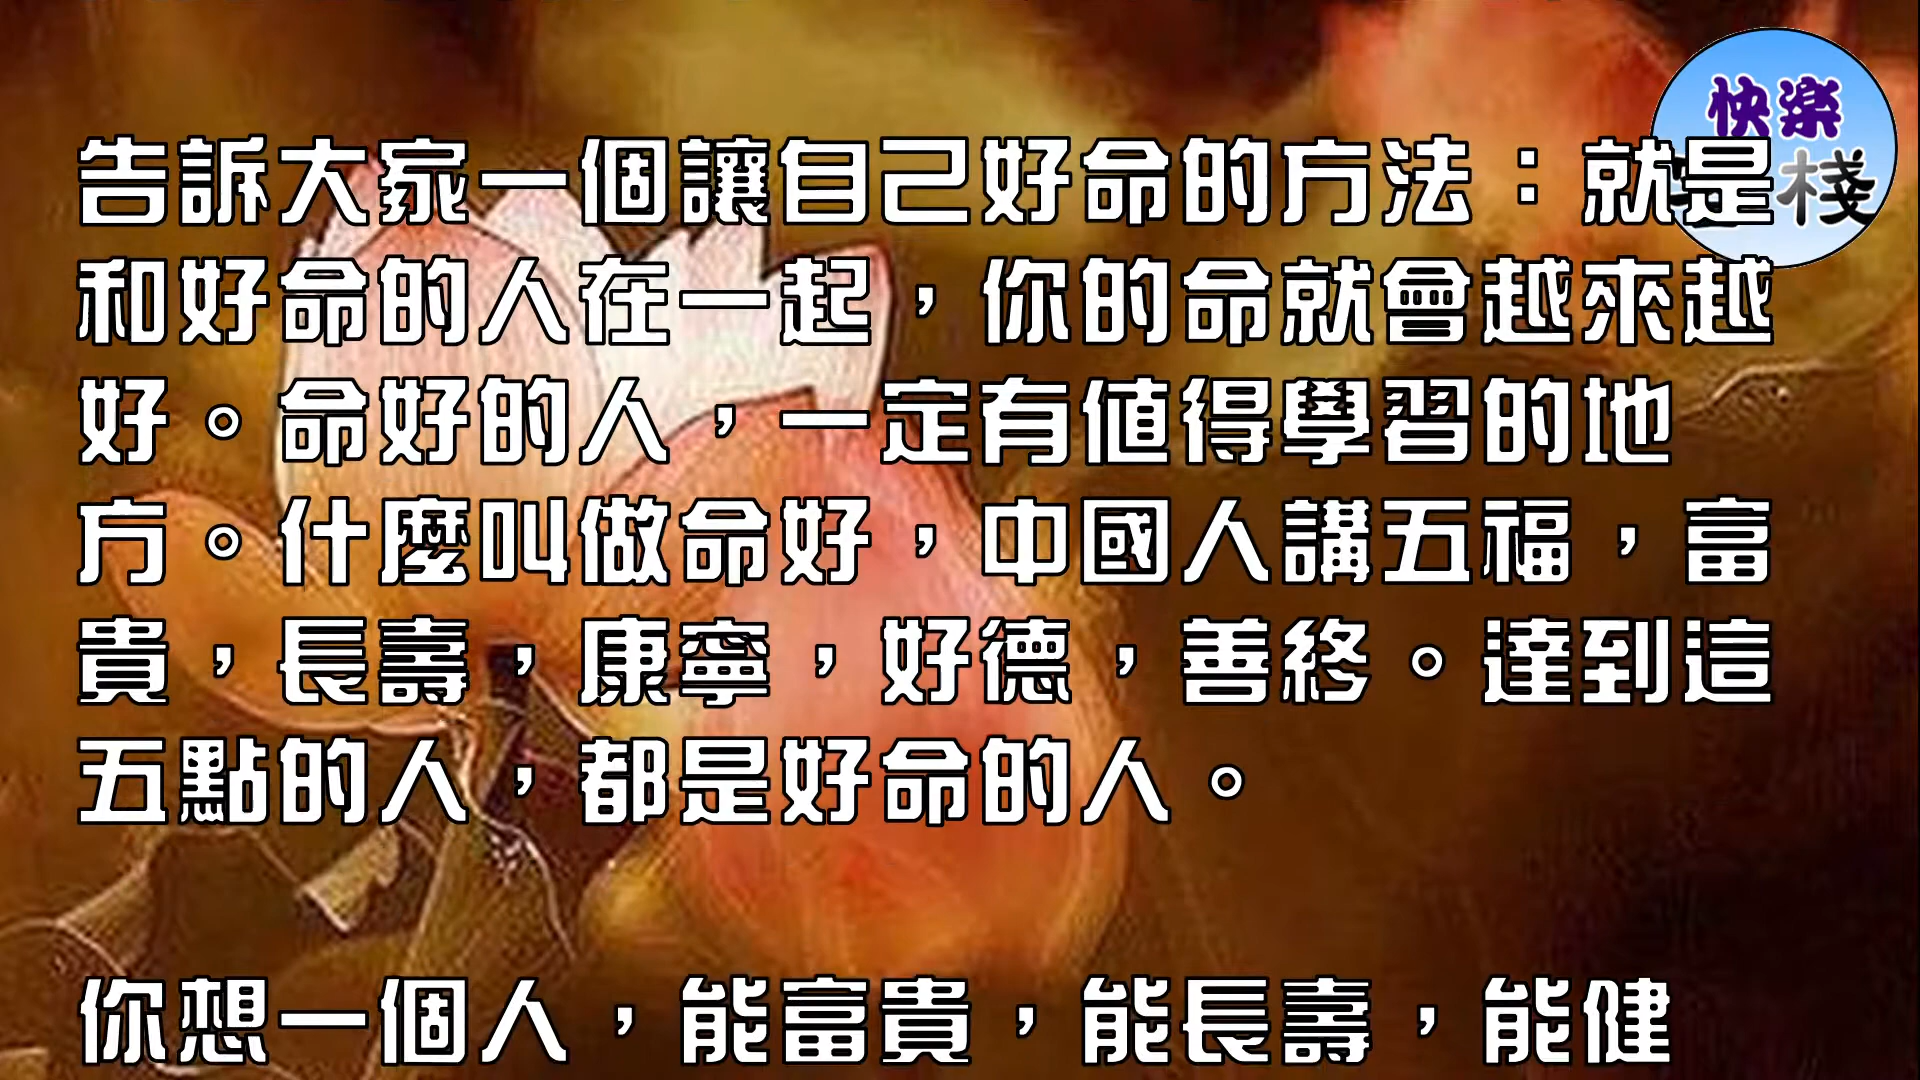 快楽
栈
告訴大家一個讓自己好命的方法：就是
和好命的人在一起，你的命就會越來越
好。命好的人，一定有值得學習的地
方。什麼叫做命好，中國人講五福，富
貴，長壽，康寧，好德，善終。達到這
五點的人，都是好命的人。
你想一個人，能富貴，能長壽，能健